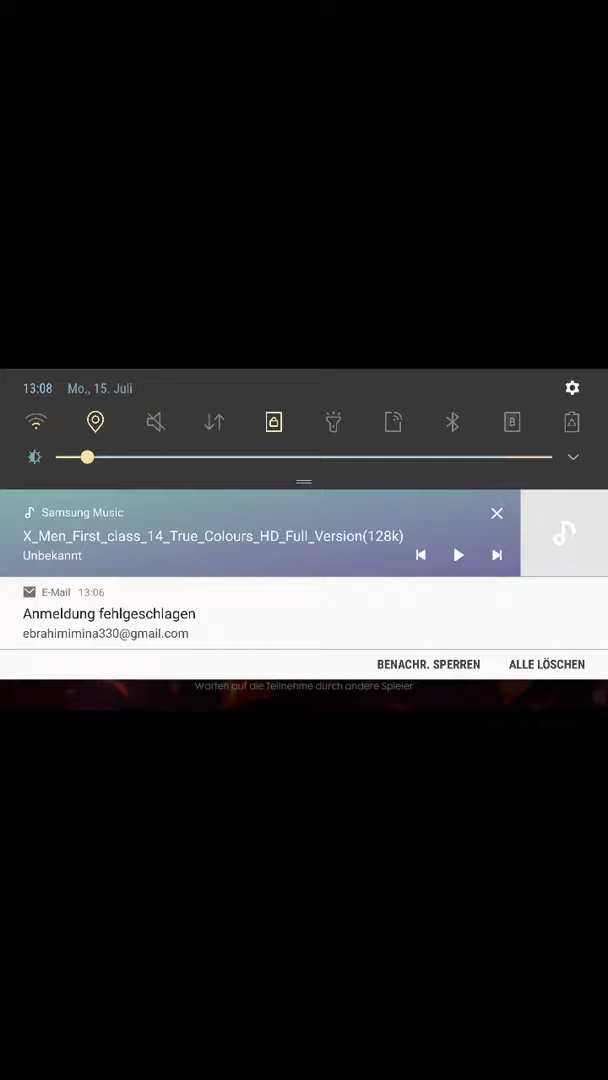 13:08 Mo., 15. Juli
Samsung Music
X_Men_First_class_14_True_Colours_HD_Full_Version(128k)
Unbekannt
E-Mail 13:06
Anmeldung fehlgeschlagen
ebrahimimina330@gmail.com
BENACHR. SPERREN ALLE LÖSCHEN
Warten auf die Teilnehme durch andere Spieler